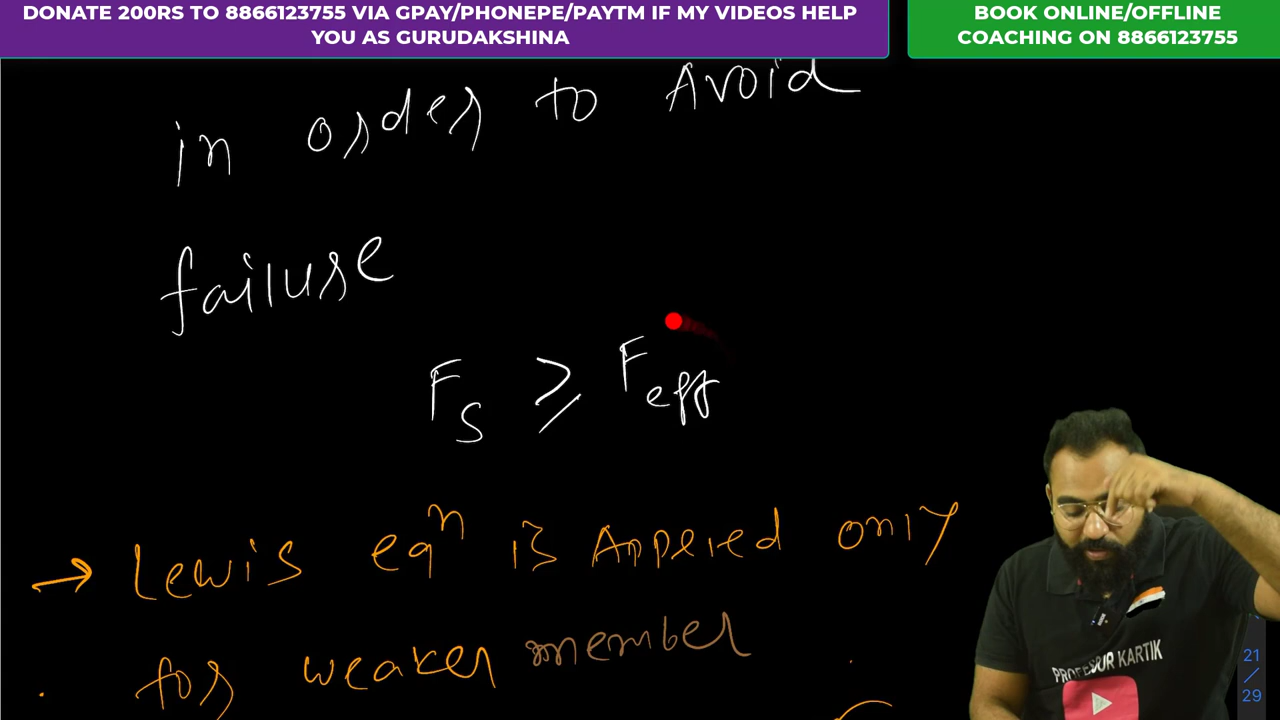 DONATE 200RS TO 8866123755 VIA GPAY/PHONEPE/PAYTM IF MY VIDEOS HELP
YOU AS GURUDAKSHINA
BOOK ONLINE/OFFLINE
COACHING ON 8866123755
in order to Avoid
failure
Fs ≥ Feff
→ Lewis eqn is Applied only
for weaker member
PROFESSOR KARTIK
21
/
29